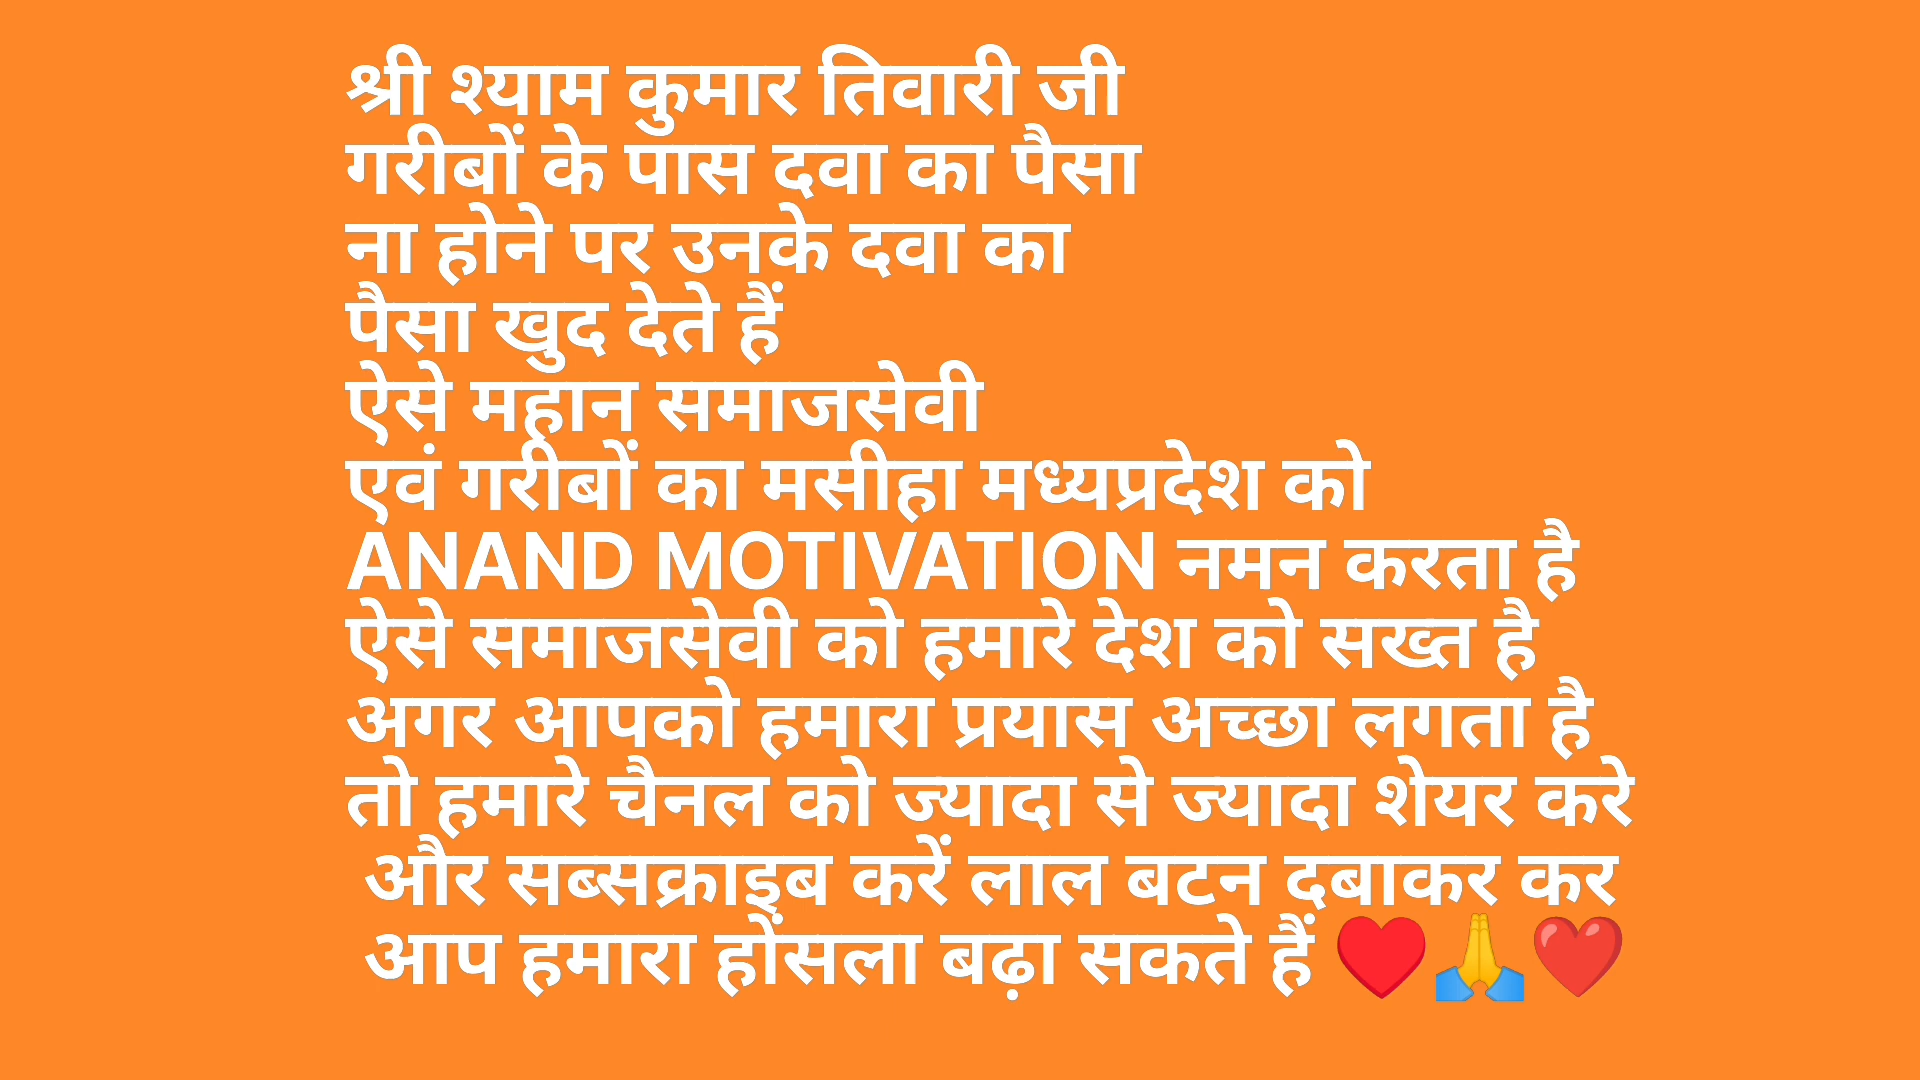 श्री श्याम कुमार तिवारी जी
गरीबों के पास दवा का पैसा
ना होने पर उनके दवा का
पैसा खुद देते हैं
ऐसे महान समाजसेवी
एवं गरीबों का मसीहा मध्यप्रदेश को
ANAND MOTIVATION नमन करता है
ऐसे समाजसेवी को हमारे देश को सख्त है
अगर आपको हमारा प्रयास अच्छा लगता है
तो हमारे चैनल को ज्यादा से ज्यादा शेयर करे
और सब्सक्राइब करें लाल बटन दबाकर कर
आप हमारा होंसला बढ़ा सकते हैं ♥️🙏❤️